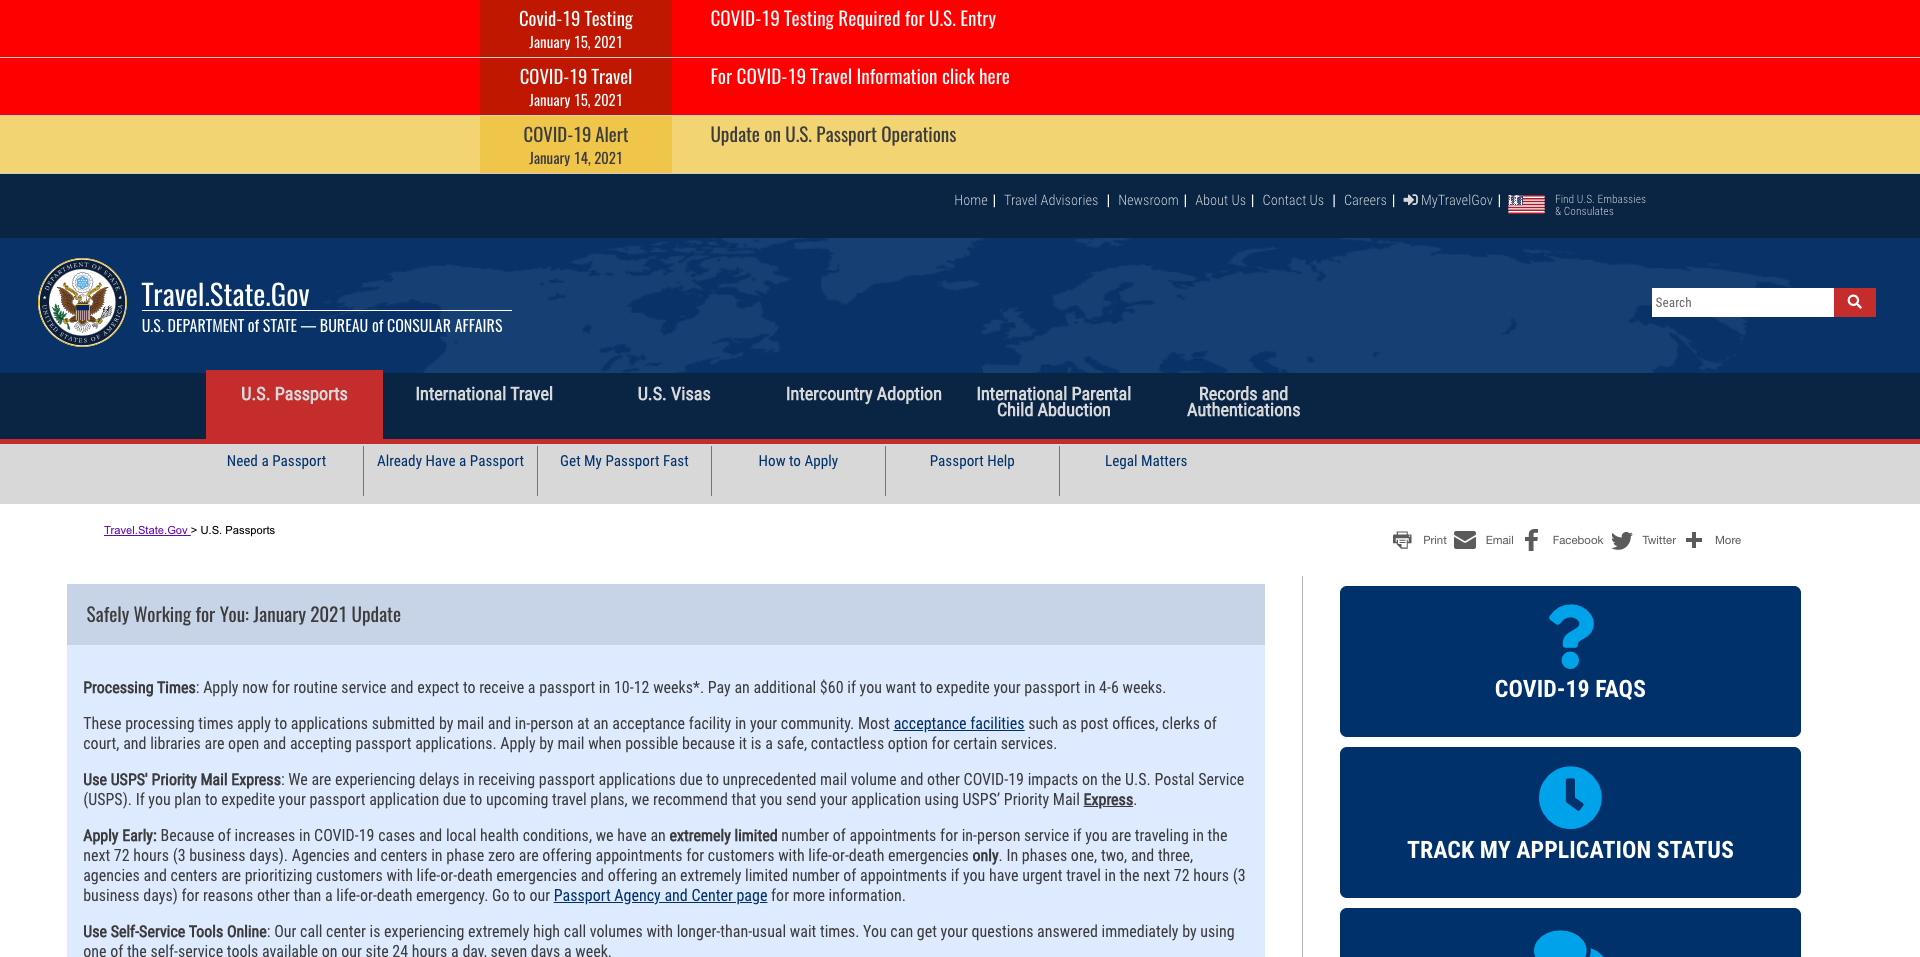 Covid-19 Testing
January 15, 2021
COVID-19 Testing Required for U.S. Entry
COVID-19 Travel
January 15, 2021
For COVID-19 Travel Information click here
COVID-19 Alert
January 14, 2021
Update on U.S. Passport Operations
Home | Travel Advisories | Newsroom | About Us | Contact Us | Careers | MyTravelGov |
Find U.S. Embassies
& Consulates
DEPARTMENT OF STATE
UNITED STATES OF AMERICA
Travel.State.Gov
U.S. DEPARTMENT of STATE — BUREAU of CONSULAR AFFAIRS
Search
U.S. Passports
International Travel
U.S. Visas
Intercountry Adoption
International Parental
Child Abduction
Records and
Authentications
Need a Passport
Already Have a Passport
Get My Passport Fast
How to Apply
Passport Help
Legal Matters
Travel.State.Gov > U.S. Passports
Print Email Facebook Twitter More
Safely Working for You: January 2021 Update
Processing Times: Apply now for routine service and expect to receive a passport in 10-12 weeks*. Pay an additional $60 if you want to expedite your passport in 4-6 weeks.
These processing times apply to applications submitted by mail and in-person at an acceptance facility in your community. Most acceptance facilities such as post offices, clerks of
court, and libraries are open and accepting passport applications. Apply by mail when possible because it is a safe, contactless option for certain services.
Use USPS' Priority Mail Express: We are experiencing delays in receiving passport applications due to unprecedented mail volume and other COVID-19 impacts on the U.S. Postal Service
(USPS). If you plan to expedite your passport application due to upcoming travel plans, we recommend that you send your application using USPS’ Priority Mail Express.
Apply Early: Because of increases in COVID-19 cases and local health conditions, we have an extremely limited number of appointments for in-person service if you are traveling in the
next 72 hours (3 business days). Agencies and centers in phase zero are offering appointments for customers with life-or-death emergencies only. In phases one, two, and three,
agencies and centers are prioritizing customers with life-or-death emergencies and offering an extremely limited number of appointments if you have urgent travel in the next 72 hours (3
business days) for reasons other than a life-or-death emergency. Go to our Passport Agency and Center page for more information.
Use Self-Service Tools Online: Our call center is experiencing extremely high call volumes with longer-than-usual wait times. You can get your questions answered immediately by using
one of the self-service tools available on our site 24 hours a day, seven days a week.
COVID-19 FAQS
TRACK MY APPLICATION STATUS